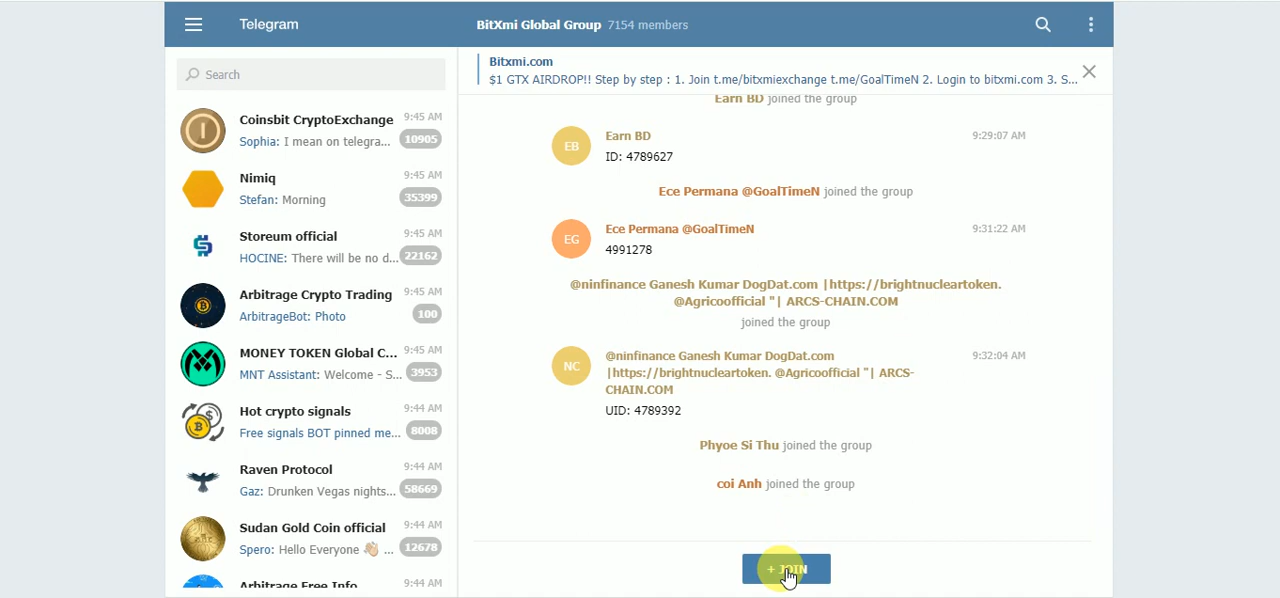 Telegram
BitXmi Global Group 7154 members
Search
Bitxmi.com
$1 GTX AIRDROP!! Step by step : 1. Join t.me/bitxmiexchange t.me/GoalTimeN 2. Login to bitxmi.com 3. S...
Coinsbit CryptoExchange 9:45 AM
Sophia: I mean on telegra... 10905
Nimiq 9:45 AM
Stefan: Morning 35399
Storeum official 9:45 AM
HOCINE: There will be no d... 22162
Arbitrage Crypto Trading 9:45 AM
ArbitrageBot: Photo 100
MONEY TOKEN Global C... 9:45 AM
MNT Assistant: Welcome - S... 3953
Hot crypto signals 9:44 AM
Free signals BOT pinned me... 8008
Raven Protocol 9:44 AM
Gaz: Drunken Vegas nights... 58669
Sudan Gold Coin official 9:44 AM
Spero: Hello Everyone 👋 ... 12678
Arbitrage Free Info 9:44 AM
Earn BD joined the group
EB
Earn BD 9:29:07 AM
ID: 4789627
Ece Permana @GoalTimeN joined the group
EG
Ece Permana @GoalTimeN 9:31:22 AM
4991278
@ninfinance Ganesh Kumar DogDat.com |https://brightnucleartoken.
@Agricoofficial "| ARCS-CHAIN.COM
joined the group
NC
@ninfinance Ganesh Kumar DogDat.com 9:32:04 AM
|https://brightnucleartoken. @Agricoofficial "| ARCS-
CHAIN.COM
UID: 4789392
Phyoe Si Thu joined the group
coi Anh joined the group
+ JOIN